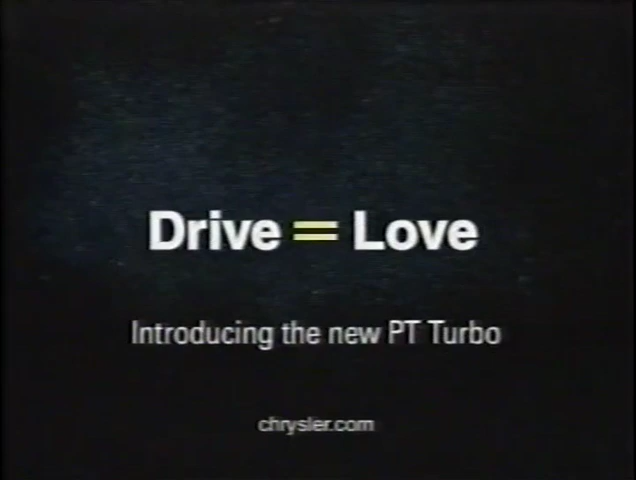 Drive = Love
Introducing the new PT Turbo
chrysler.com